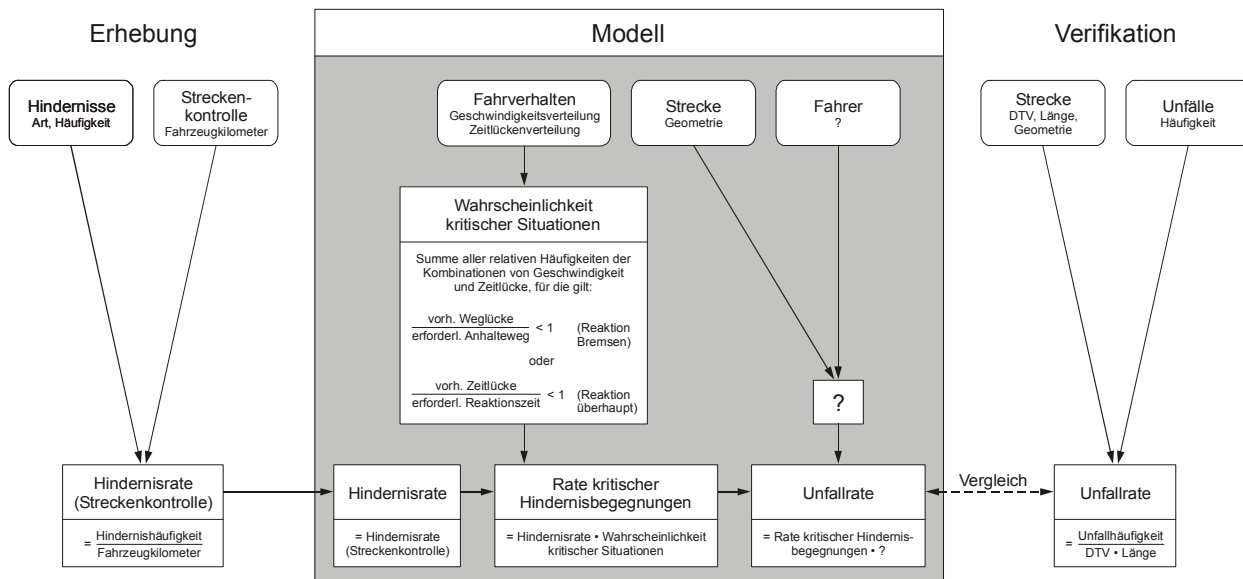 Erhebung
Modell
Verifikation
Hindernisse
Art, Häufigkeit
Strecken-
kontrolle
Fahrzeugkilometer
Fahrverhalten
Geschwindigkeitsverteilung
Zeitlückenverteilung
Strecke
Geometrie
Fahrer
?
Strecke
DTV, Länge,
Geometrie
Unfälle
Häufigkeit
Wahrscheinlichkeit
kritischer Situationen
Summe aller relativen Häufigkeiten der
Kombinationen von Geschwindigkeit
und Zeitlücke, für die gilt:
vorh. Weglücke
erforderl. Anhalteweg
< 1 (Reaktion
Bremsen)
oder
vorh. Zeitlücke
erforderl. Reaktionszeit
< 1 (Reaktion
überhaupt)
?
Hindernisrate
(Streckenkontrolle)
= Hindernishäufigkeit
Fahrzeugkilometer
Hindernisrate
= Hindernisrate
(Streckenkontrolle)
Rate kritischer
Hindernisbegegnungen
= Hindernisrate • Wahrscheinlichkeit
kritischer Situationen
Unfallrate
= Rate kritischer Hindernis-
begegnungen • ?
Vergleich
Unfallrate
= Unfallhäufigkeit
DTV • Länge